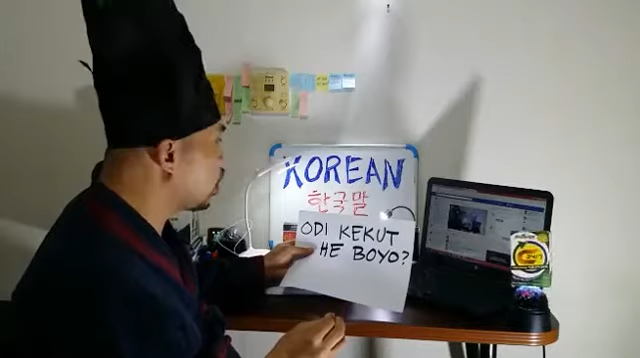 KOREAN
한국말
ODI KEKUT
HE BOYO?